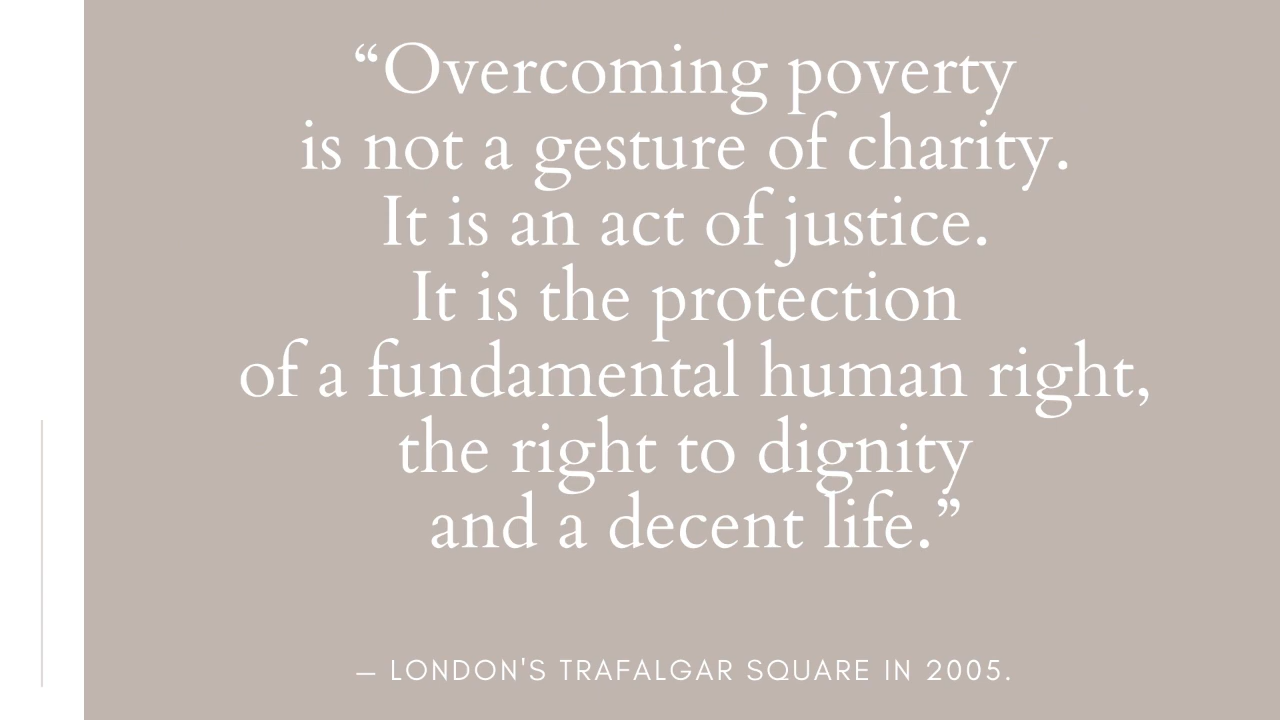 “Overcoming poverty
is not a gesture of charity.
It is an act of justice.
It is the protection
of a fundamental human right,
the right to dignity
and a decent life.”
— LONDON'S TRAFALGAR SQUARE IN 2005.